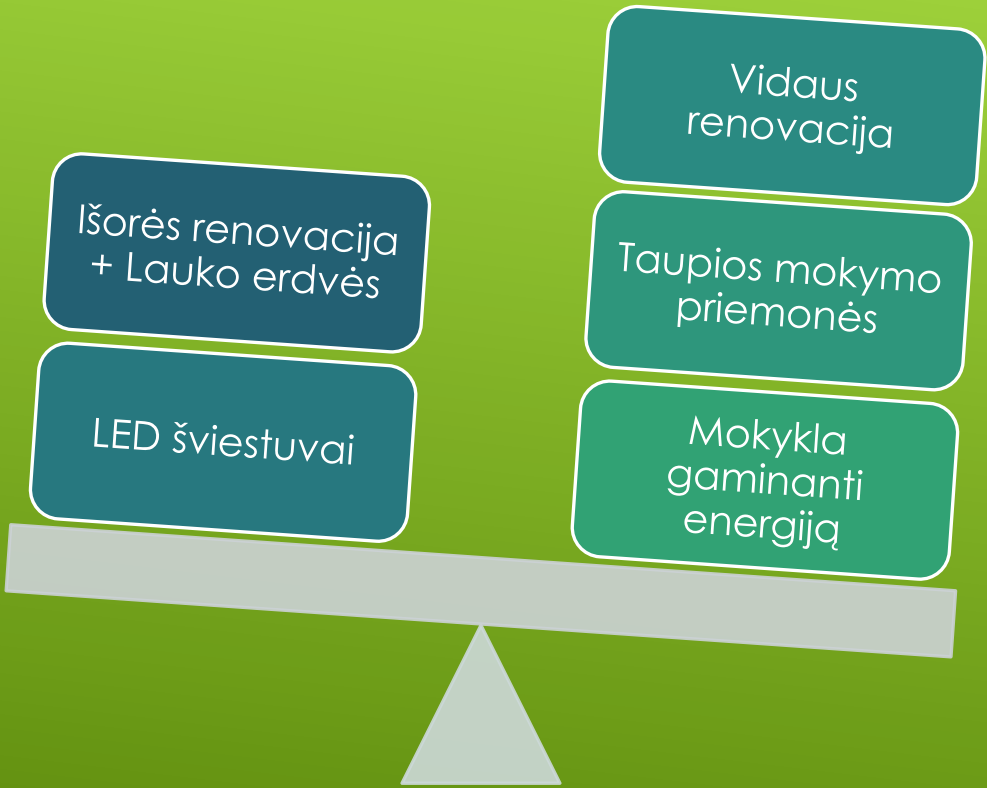 Išorės renovacija
+ Lauko erdvės
LED šviestuvai
Vidaus
renovacija
Taupios mokymo
priemonės
Mokykla
gaminanti
energiją